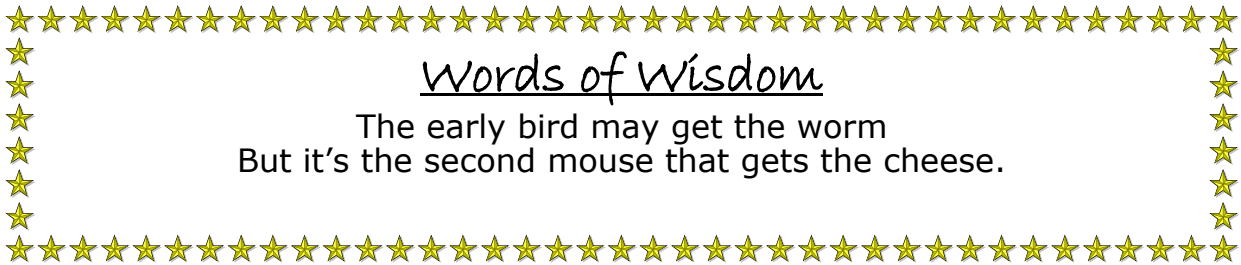 Words of Wisdom
The early bird may get the worm
But it’s the second mouse that gets the cheese.